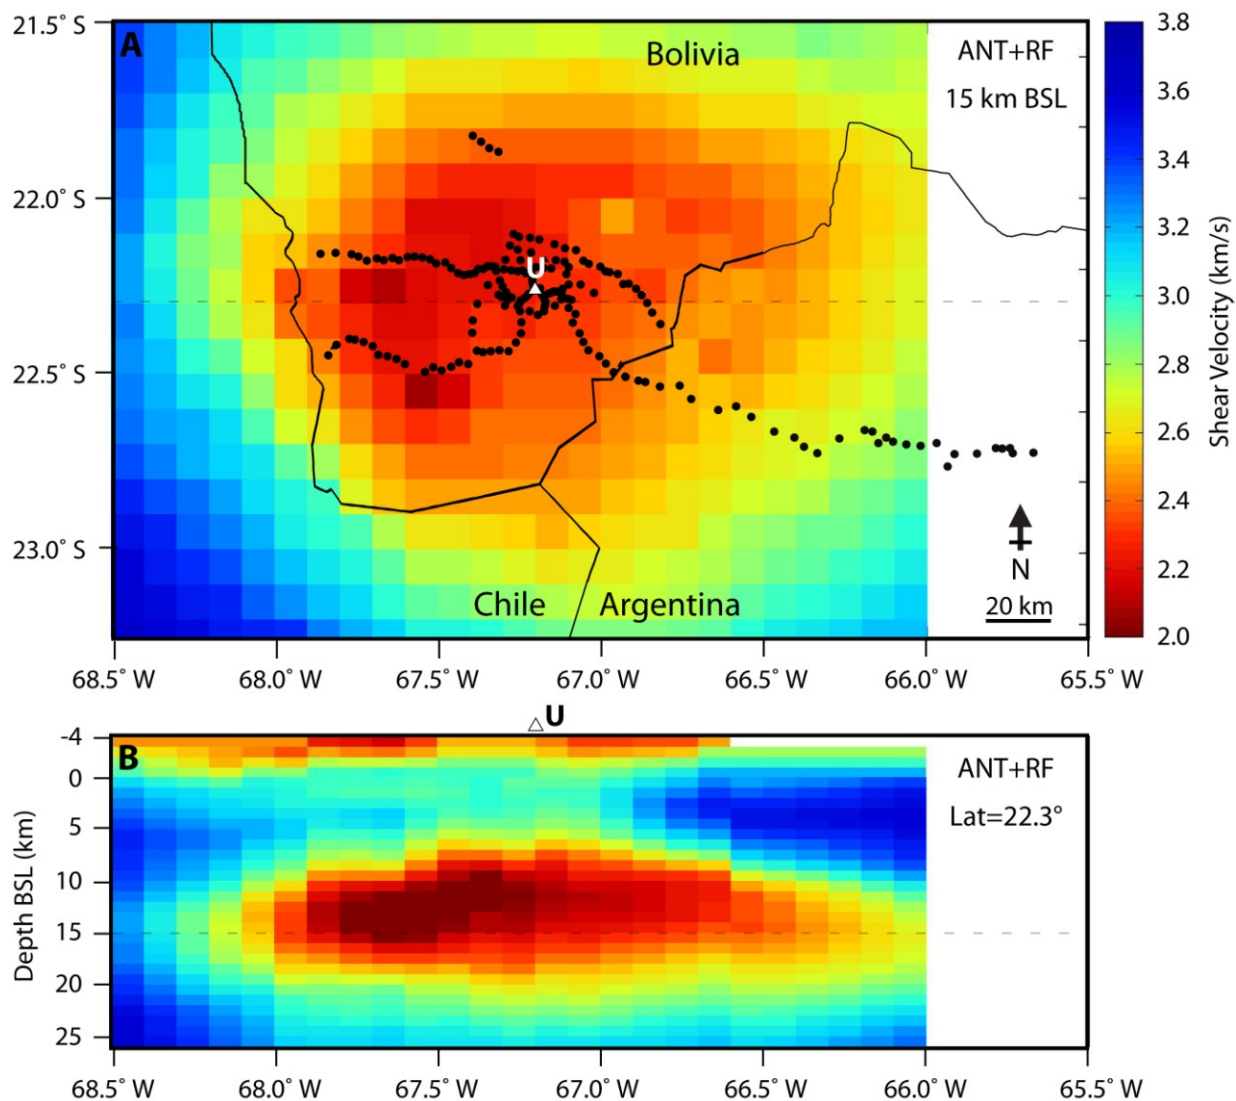 21.5° S
A
Bolivia
ANT+RF
15 km BSL
3.8
3.6
3.4
22.0° S
3.2
U
3.0
Shear Velocity (km/s)
2.8
22.5° S
2.6
2.4
23.0° S
N
2.2
Chile
Argentina
20 km
2.0
68.5° W
68.0° W
67.5° W
67.0° W
66.5° W
66.0° W
65.5° W
U
-4
B
0
ANT+RF
Lat=22.3°
5
Depth BSL (km)
10
15
20
25
68.5° W
68.0° W
67.5° W
67.0° W
66.5° W
66.0° W
65.5° W